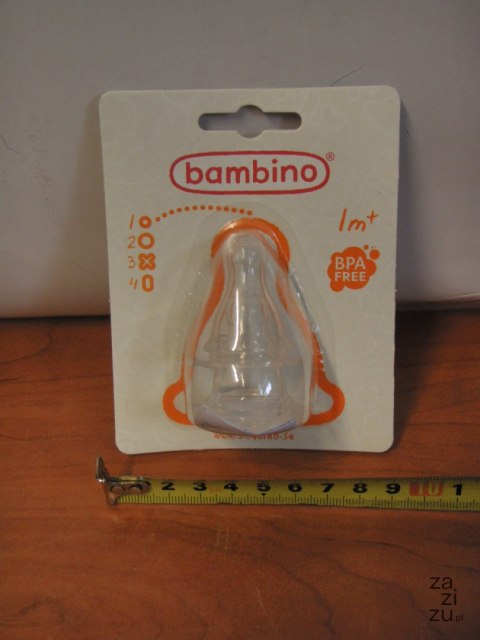 bambino®
1
1m+
2
3
4
BPA
FREE
2 3 4 5 6 7 8 9 10 1
za
zi
zu.pl